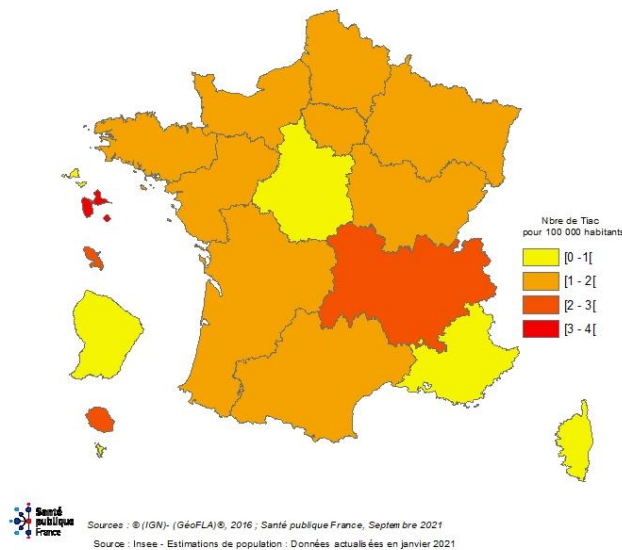 Nbre de Tiac
pour 100 000 habitants
[0 -1[
[1 - 2[
[2 - 3[
[3 - 4[
Santé
publique
France
Sources : ©(IGN)- (GéoFLA)®, 2016 ; Santé publique France, Septembre 2021
Source : Insee - Estimations de population : Données actualisées en janvier 2021